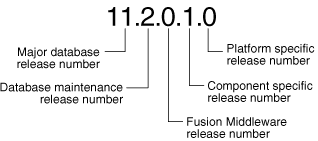 11.2.0.1.0
Major database
release number
Platform specific
release number
Database maintenance
release number
Component specific
release number
Fusion Middleware
release number